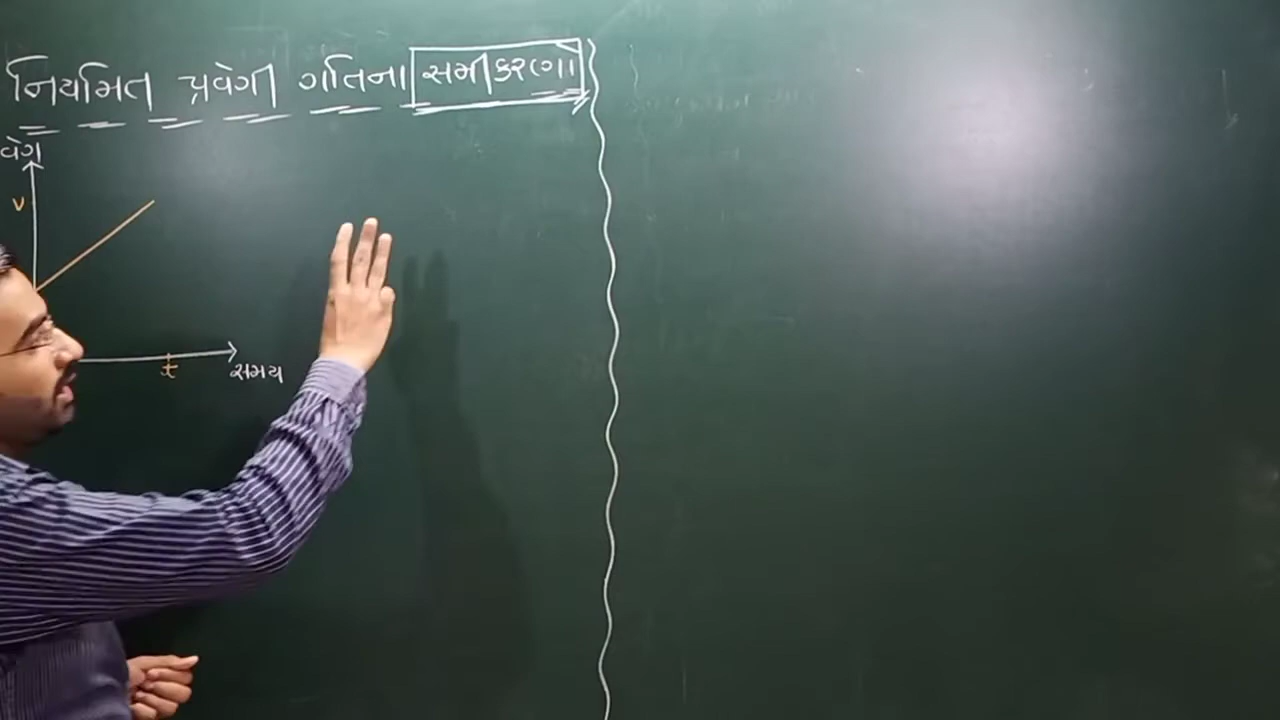 નિયમિત પ્રવેગી ગતિના સમીકરણો
વેગ
v
t
સમય